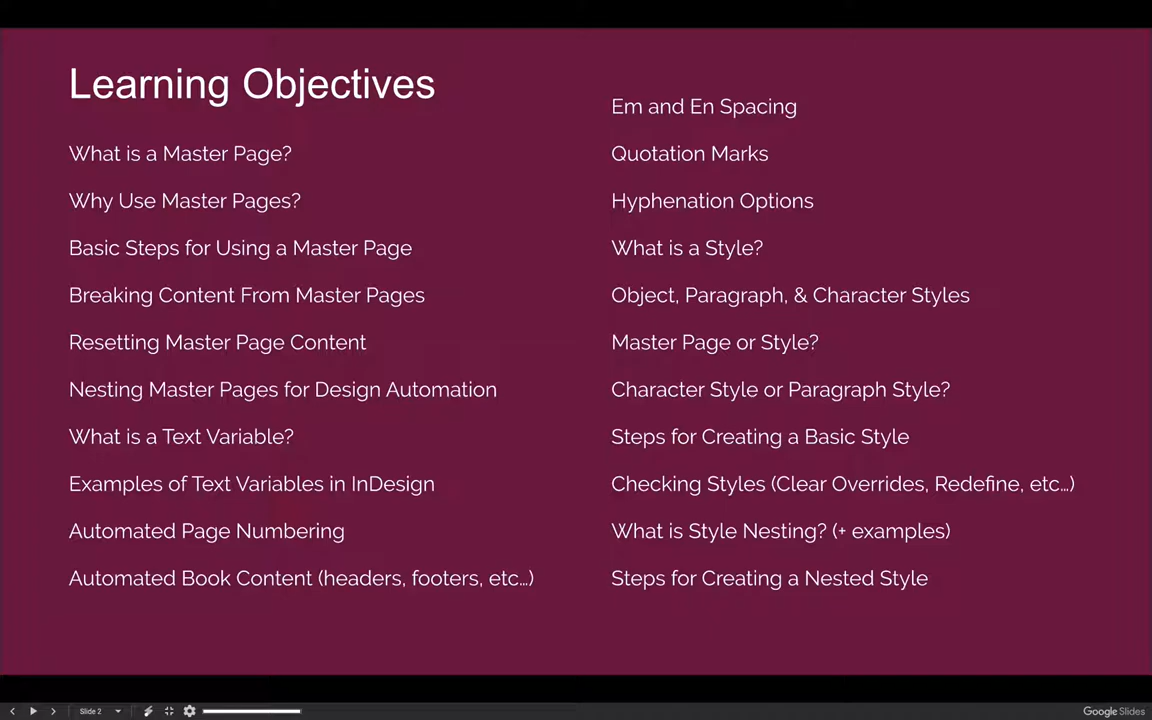 Learning Objectives
What is a Master Page?
Why Use Master Pages?
Basic Steps for Using a Master Page
Breaking Content From Master Pages
Resetting Master Page Content
Nesting Master Pages for Design Automation
What is a Text Variable?
Examples of Text Variables in InDesign
Automated Page Numbering
Automated Book Content (headers, footers, etc…)
Em and En Spacing
Quotation Marks
Hyphenation Options
What is a Style?
Object, Paragraph, & Character Styles
Master Page or Style?
Character Style or Paragraph Style?
Steps for Creating a Basic Style
Checking Styles (Clear Overrides, Redefine, etc…)
What is Style Nesting? (+ examples)
Steps for Creating a Nested Style
Slide 2
Google Slides